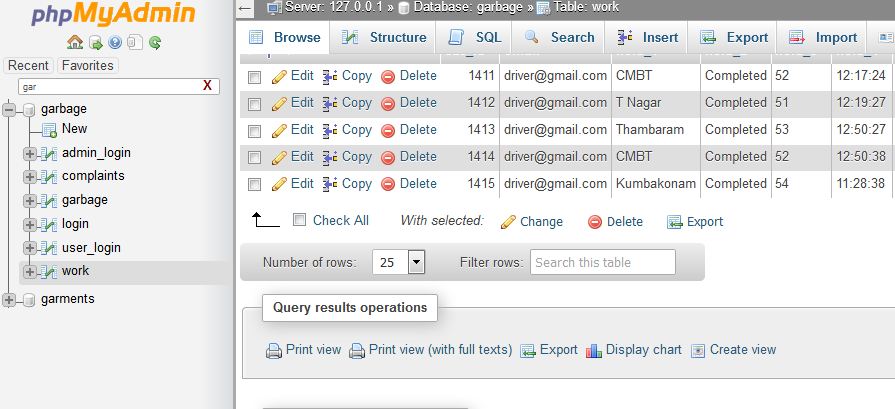 phpMyAdmin
Recent Favorites
gar X
garbage
New
admin_login
complaints
garbage
login
user_login
work
garments
Server: 127.0.0.1 » Database: garbage » Table: work
Browse Structure SQL Search Insert Export Import
Edit Copy Delete 1411 driver@gmail.com CMBT Completed 52 12:17:24
Edit Copy Delete 1412 driver@gmail.com T Nagar Completed 51 12:19:27
Edit Copy Delete 1413 driver@gmail.com Thambaram Completed 53 12:50:27
Edit Copy Delete 1414 driver@gmail.com CMBT Completed 52 12:50:38
Edit Copy Delete 1415 driver@gmail.com Kumbakonam Completed 54 11:28:38
Check All With selected: Change Delete Export
Number of rows: 25 Filter rows: Search this table
Query results operations
Print view Print view (with full texts) Export Display chart Create view